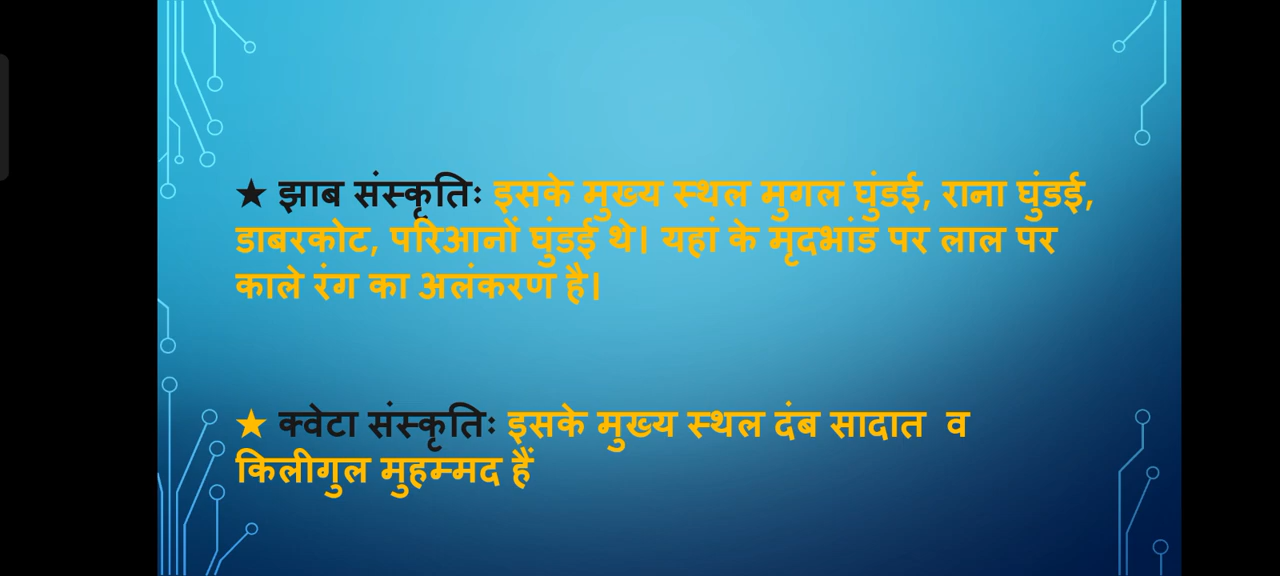 ★ झाब संस्कृतिः इसके मुख्य स्थल मुगल घुंडई, राना घुंडई,
डाबरकोट, परिआनों घुंडई थे। यहां के मृदभांड पर लाल पर
काले रंग का अलंकरण है।
★ क्वेटा संस्कृतिः इसके मुख्य स्थल दंब सादात व
किलीगुल मुहम्मद हैं